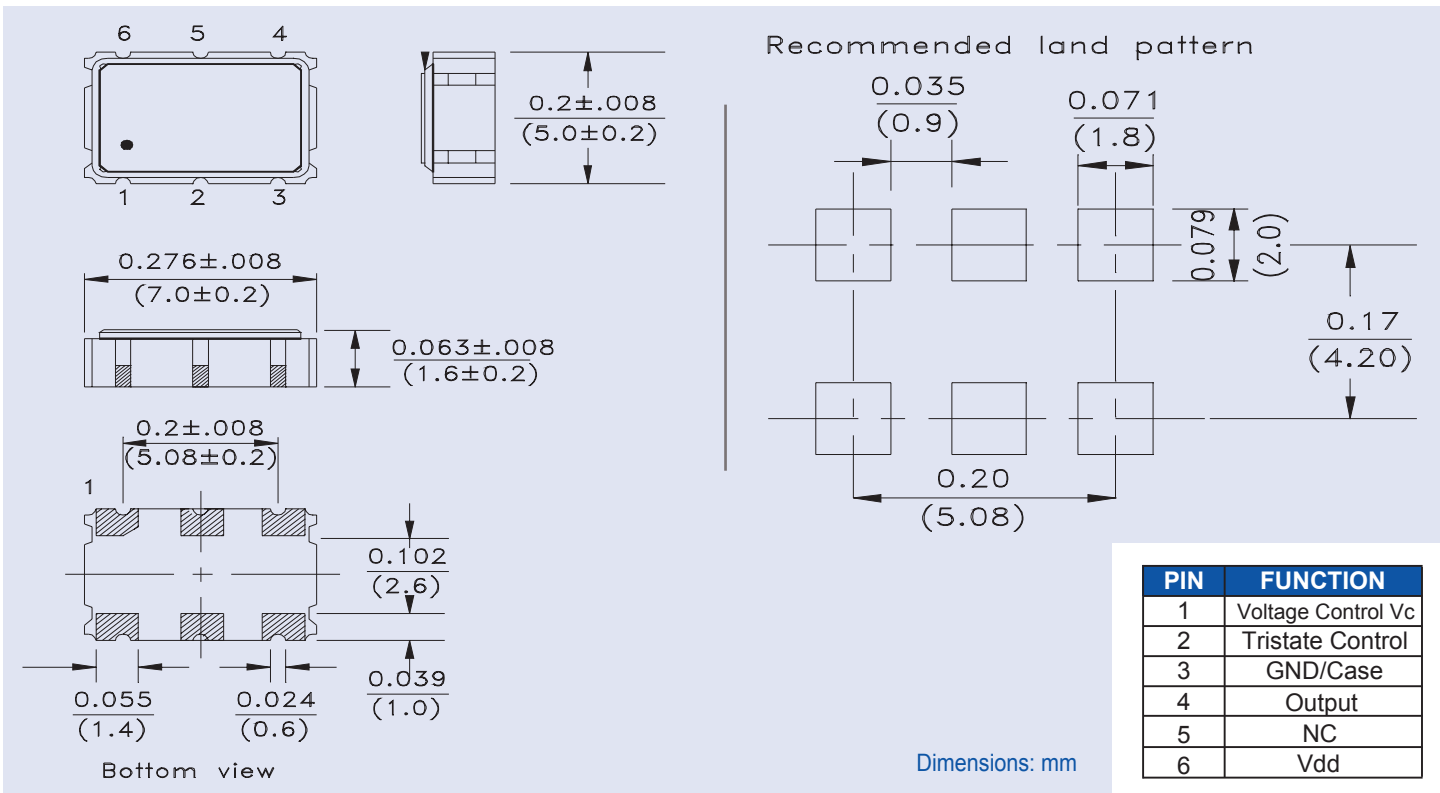 6 5 4
1 2 3
0.2±.008
(5.0±0.2)
0.276±.008
(7.0±0.2)
0.063±.008
(1.6±0.2)
0.2±.008
(5.08±0.2)
1
0.102
(2.6)
0.039
(1.0)
0.055
(1.4)
0.024
(0.6)
Bottom view
Recommended land pattern
0.035
(0.9)
0.071
(1.8)
0.079
(2.0)
0.17
(4.20)
0.20
(5.08)
Dimensions: mm
PIN FUNCTION
1 Voltage Control Vc
2 Tristate Control
3 GND/Case
4 Output
5 NC
6 Vdd